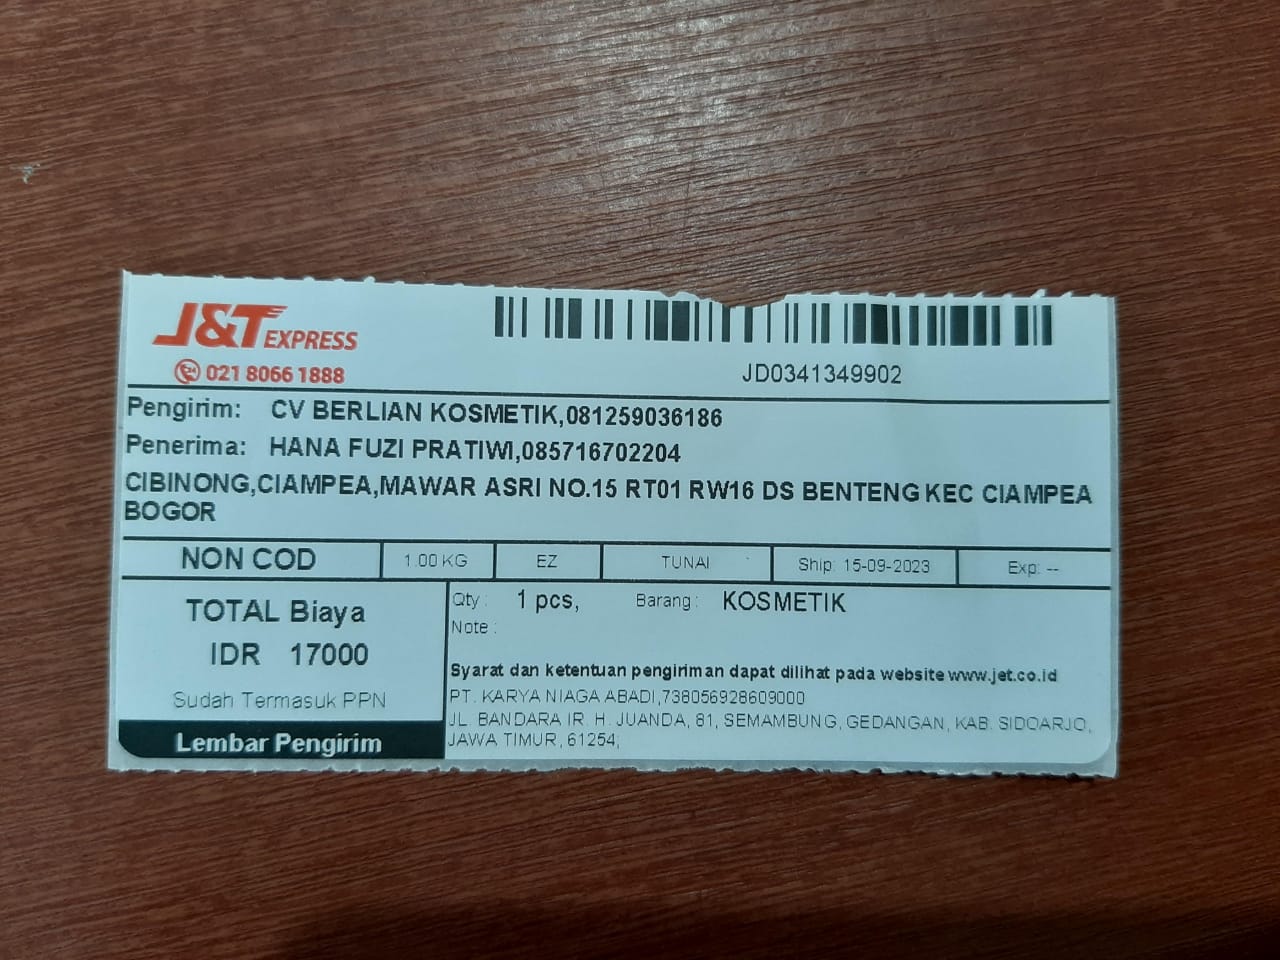 J&T EXPRESS
021 8066 1888
JD0341349902
Pengirim: CV BERLIAN KOSMETIK,081259036186
Penerima: HANA FUZI PRATIWI,085716702204
CIBINONG,CIAMPEA,MAWAR ASRI NO.15 RT01 RW16 DS BENTENG KEC CIAMPEA
BOGOR
NON COD 1.00 KG EZ TUNAI Ship: 15-09-2023 Exp: --
TOTAL Biaya
IDR 17000
Sudah Termasuk PPN
Lembar Pengirim
Qty : 1 pcs, Barang : KOSMETIK
Note :
Syarat dan ketentuan pengiriman dapat dilihat pada website www.jet.co.id
PT. KARYA NIAGA ABADI,738056928609000
JL. BANDARA IR. H. JUANDA, 81, SEMAMBUNG, GEDANGAN, KAB. SIDOARJO,
JAWA TIMUR, 61254;